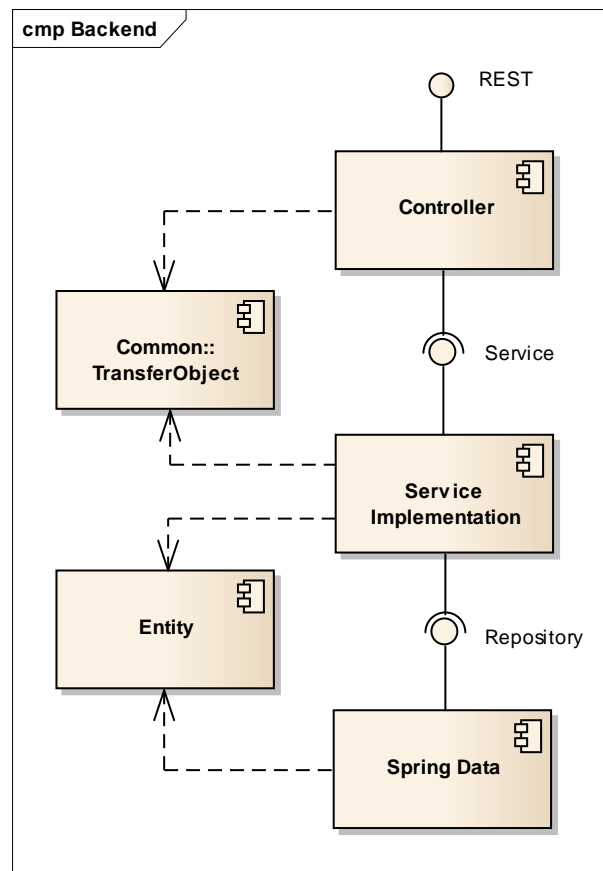 cmp Backend
REST
Controller
Common::
TransferObject
Service
Service
Implementation
Entity
Repository
Spring Data